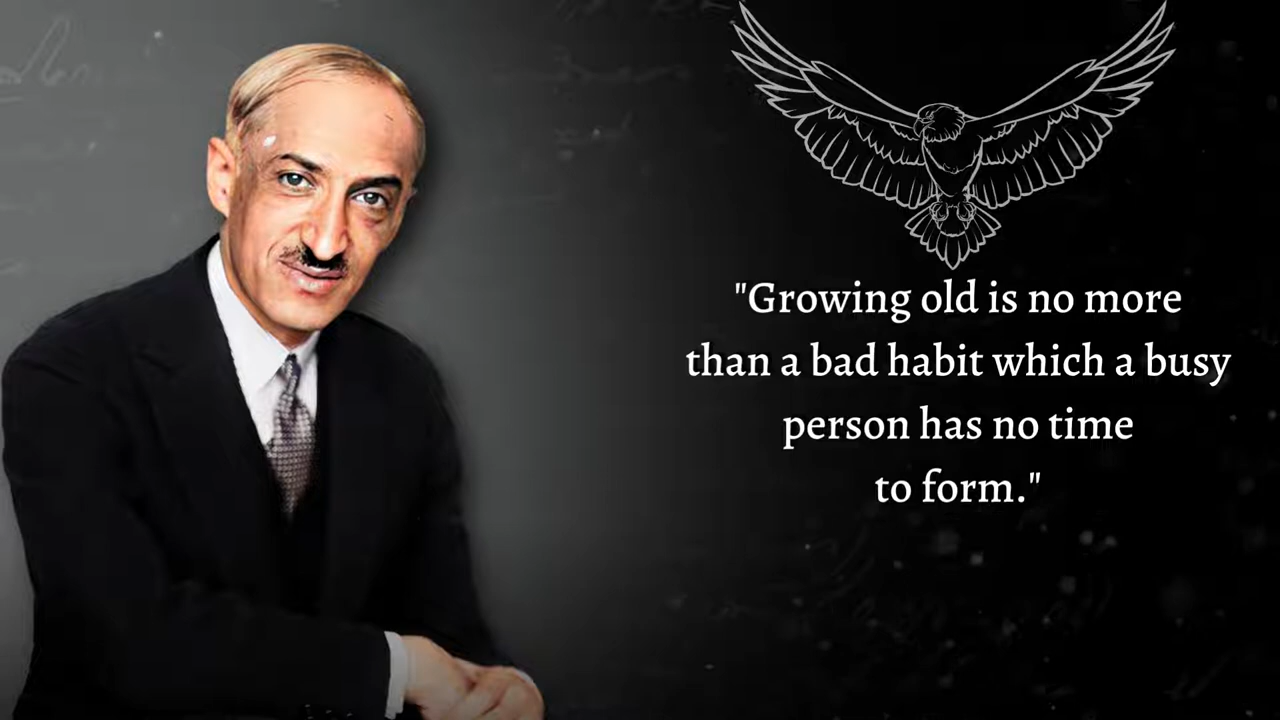 "Growing old is no more
than a bad habit which a busy
person has no time
to form."